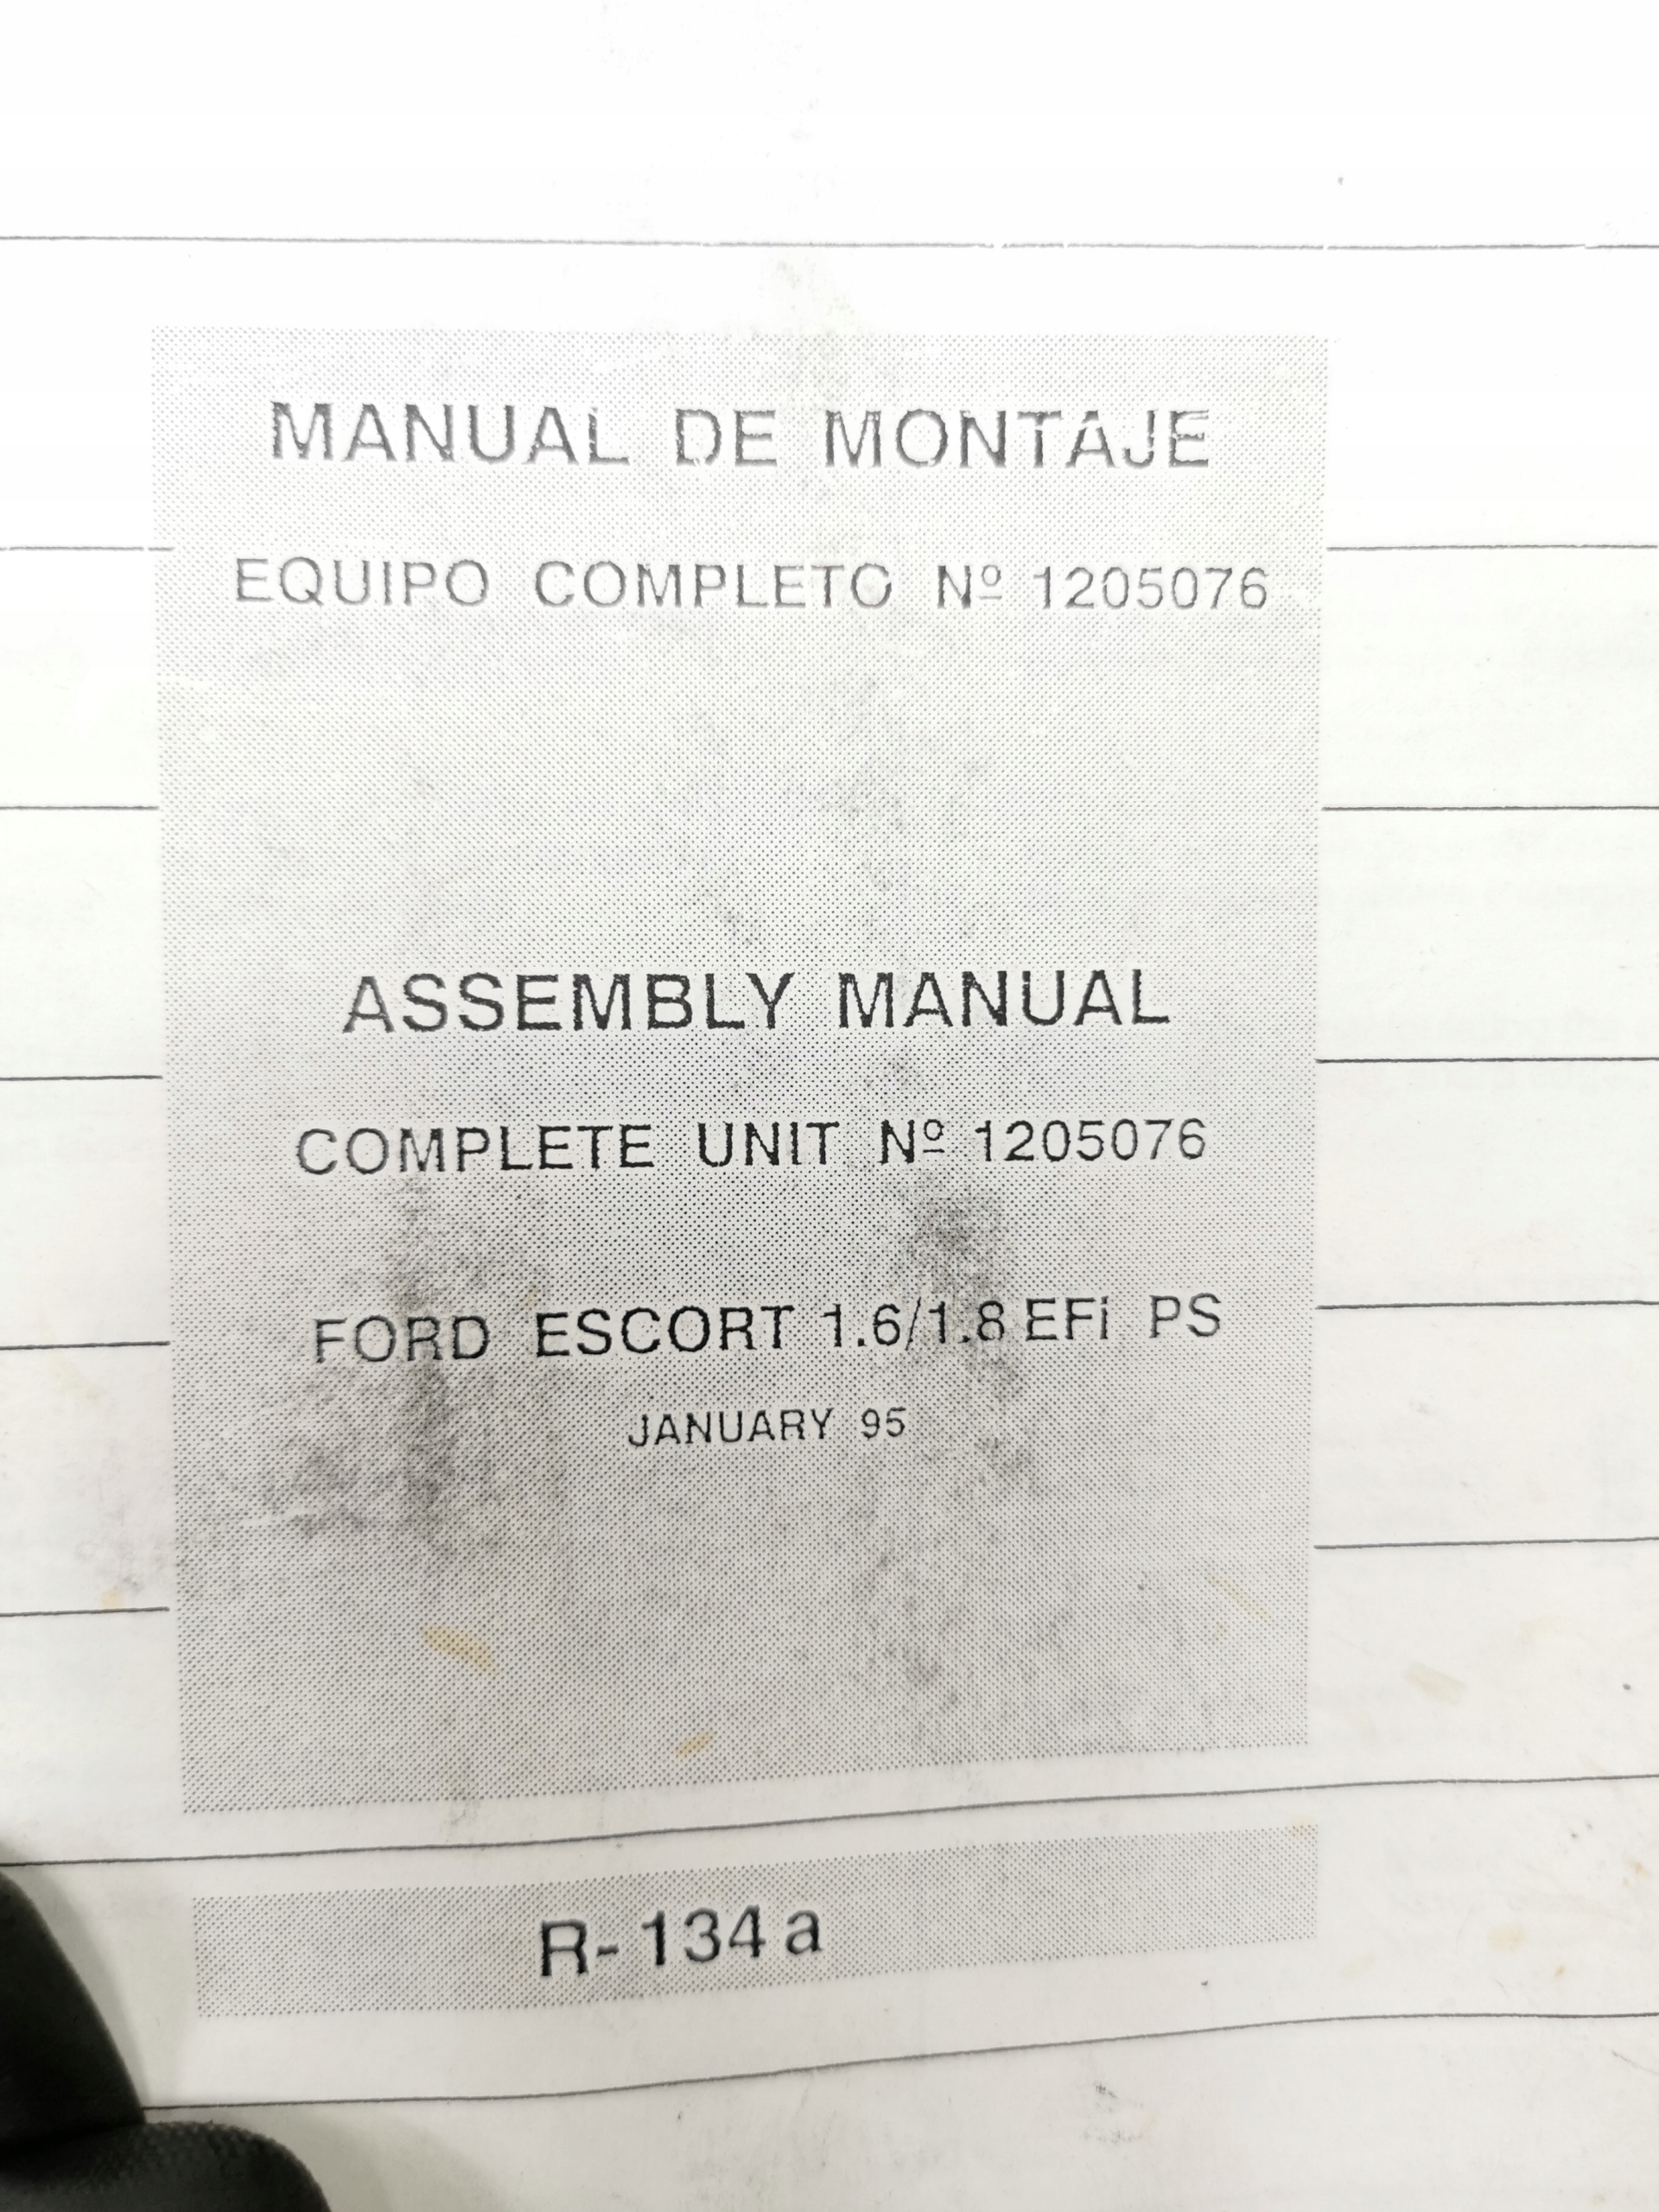 MANUAL DE MONTAJE
EQUIPO COMPLETO Nº 1205076
ASSEMBLY MANUAL
COMPLETE UNIT Nº 1205076
FORD ESCORT 1.6/1.8 EFi PS
JANUARY 95
R-134a